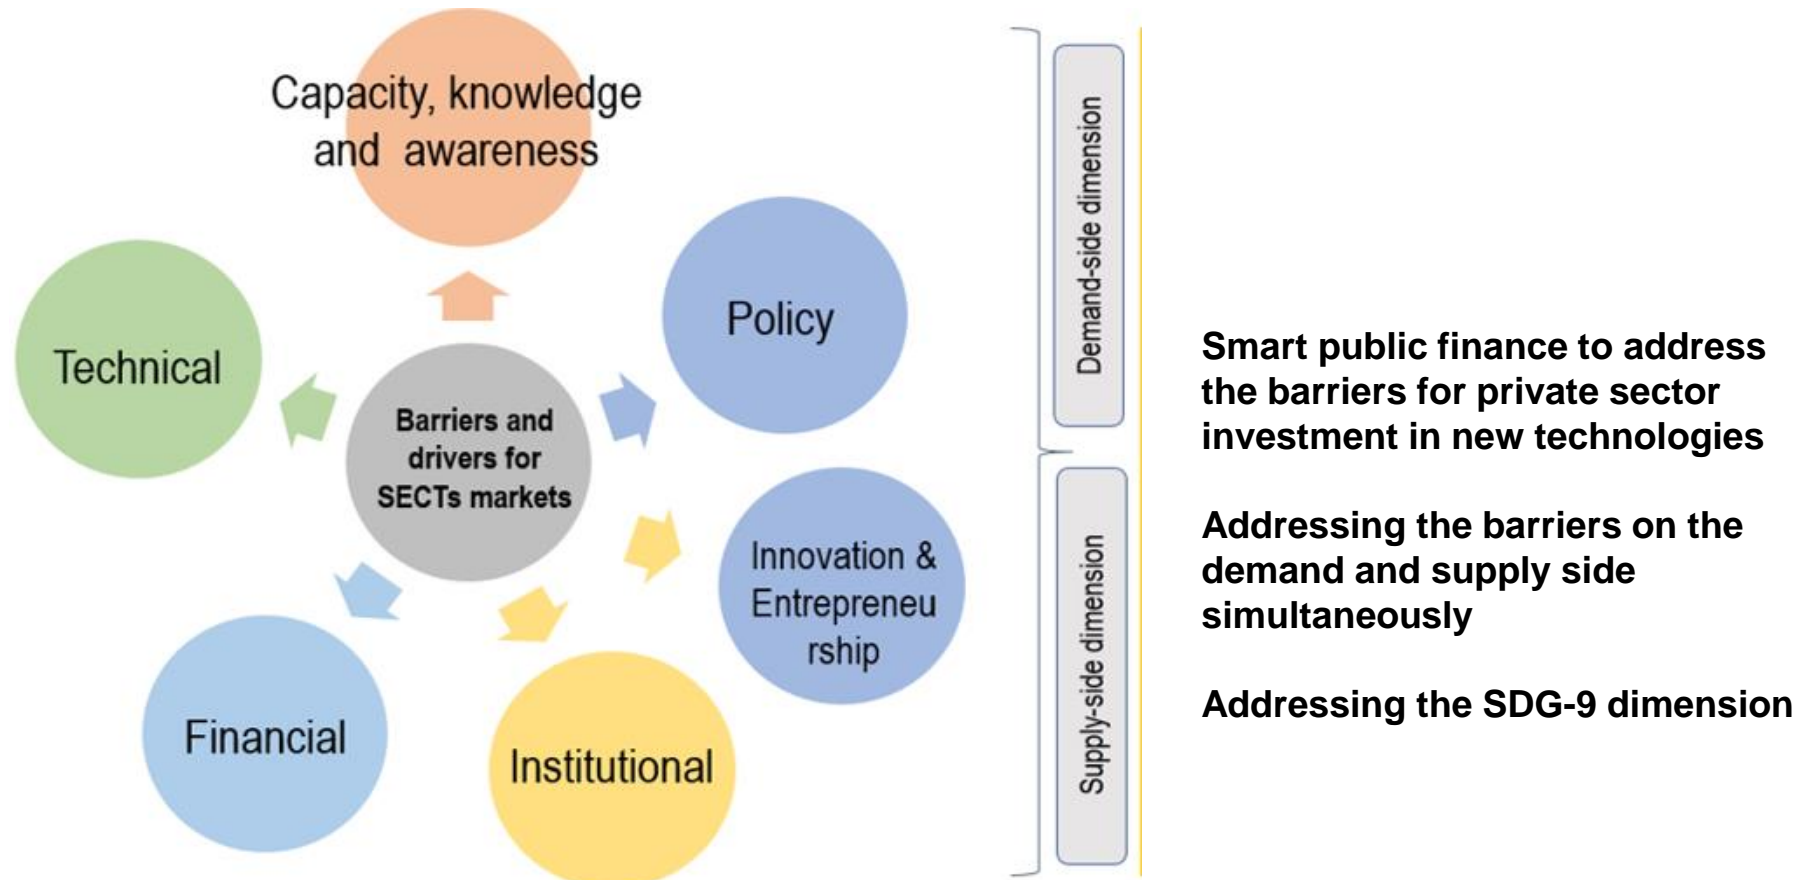 Capacity, knowledge
and awareness
Policy
Technical
Barriers and
drivers for
SECTs markets
Innovation &
Entrepreneu
rship
Financial
Institutional
Demand-side dimension
Supply-side dimension
Smart public finance to address
the barriers for private sector
investment in new technologies
Addressing the barriers on the
demand and supply side
simultaneously
Addressing the SDG-9 dimension